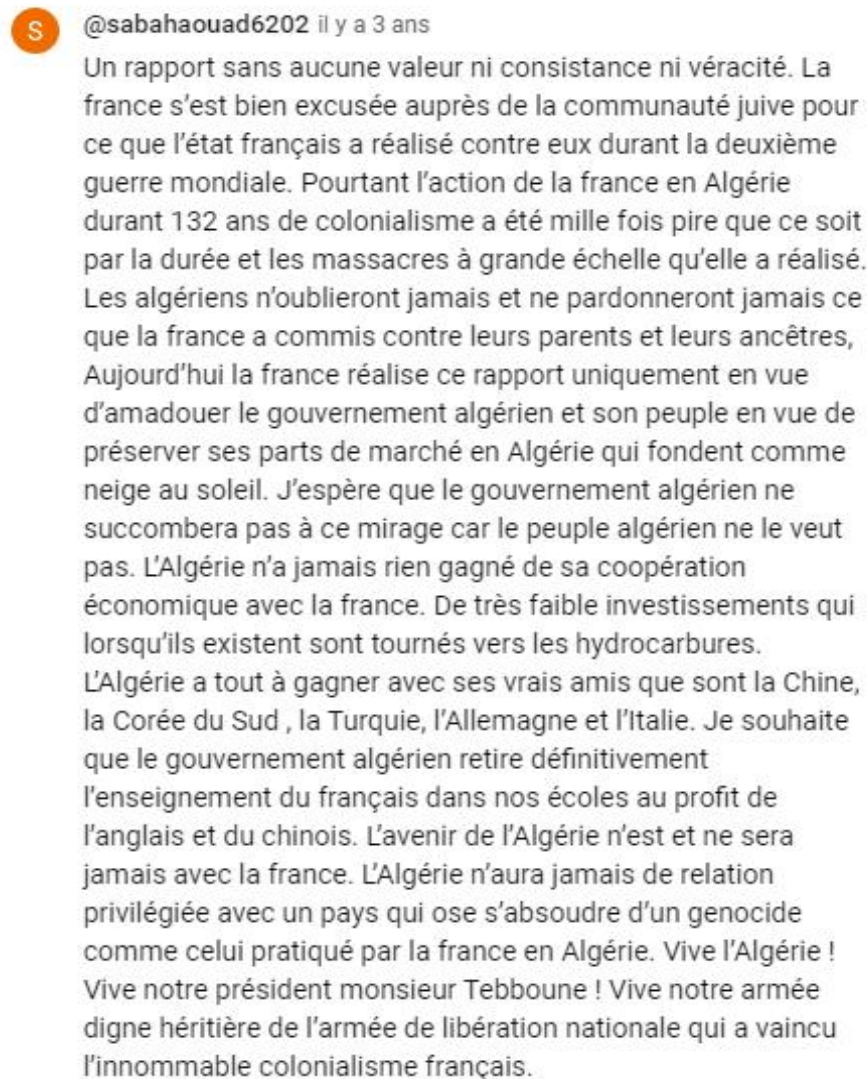 S
@sabahaouad6202 il y a 3 ans
Un rapport sans aucune valeur ni consistance ni véracité. La
france s’est bien excusée auprès de la communauté juive pour
ce que l’état français a réalisé contre eux durant la deuxième
guerre mondiale. Pourtant l’action de la france en Algérie
durant 132 ans de colonialisme a été mille fois pire que ce soit
par la durée et les massacres à grande échelle qu’elle a réalisé.
Les algériens n’oublieront jamais et ne pardonneront jamais ce
que la france a commis contre leurs parents et leurs ancêtres,
Aujourd’hui la france réalise ce rapport uniquement en vue
d’amadouer le gouvernement algérien et son peuple en vue de
préserver ses parts de marché en Algérie qui fondent comme
neige au soleil. J’espère que le gouvernement algérien ne
succombera pas à ce mirage car le peuple algérien ne le veut
pas. L’Algérie n’a jamais rien gagné de sa coopération
économique avec la france. De très faible investissements qui
lorsqu’ils existent sont tournés vers les hydrocarbures.
L’Algérie a tout à gagner avec ses vrais amis que sont la Chine,
la Corée du Sud , la Turquie, l’Allemagne et l’Italie. Je souhaite
que le gouvernement algérien retire définitivement
l’enseignement du français dans nos écoles au profit de
l’anglais et du chinois. L’avenir de l’Algérie n’est et ne sera
jamais avec la france. L’Algérie n’aura jamais de relation
privilégiée avec un pays qui ose s’absoudre d’un genocide
comme celui pratiqué par la france en Algérie. Vive l’Algérie !
Vive notre président monsieur Tebboune ! Vive notre armée
digne héritière de l’armée de libération nationale qui a vaincu
l’innommable colonialisme français.